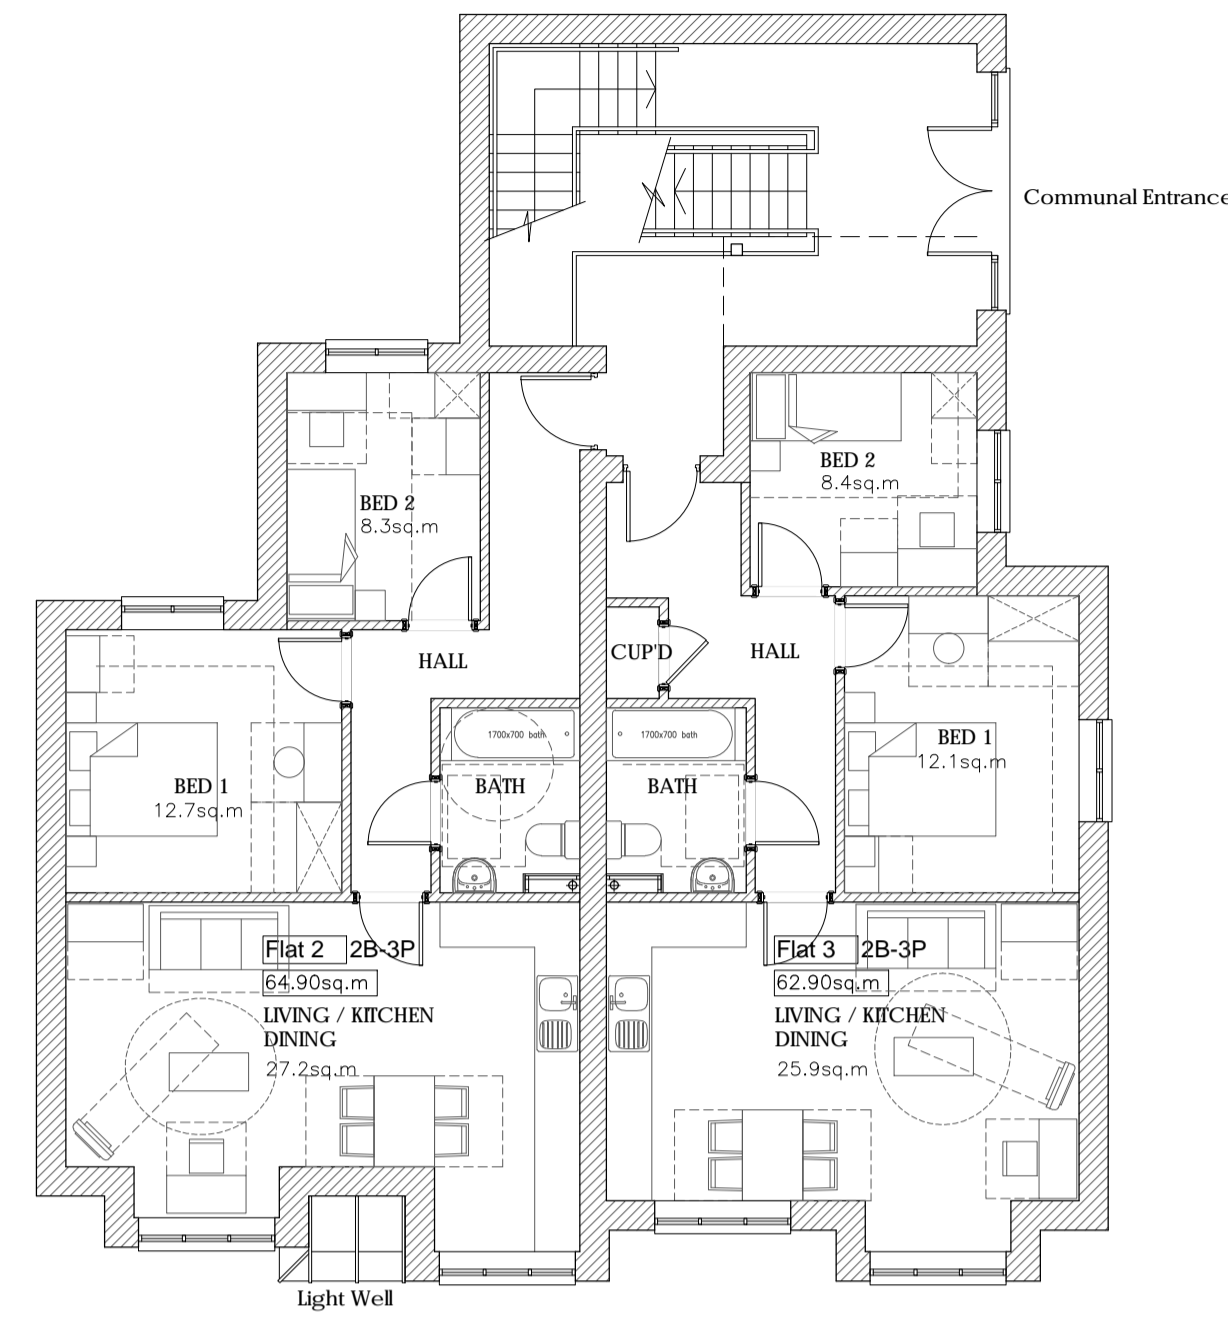 Communal Entrance
BED 2
8.4sq.m
BED 2
8.3sq.m
HALL
CUP'D
HALL
1700x700 bath
1700x700 bath
BED 1
12.1sq.m
BED 1
12.7sq.m
BATH
BATH
Flat 2 2B-3P
64.90sq.m
LIVING / KITCHEN
DINING
27.2sq.m
Flat 3 2B-3P
62.90sq.m
LIVING / KITCHEN
DINING
25.9sq.m
Light Well